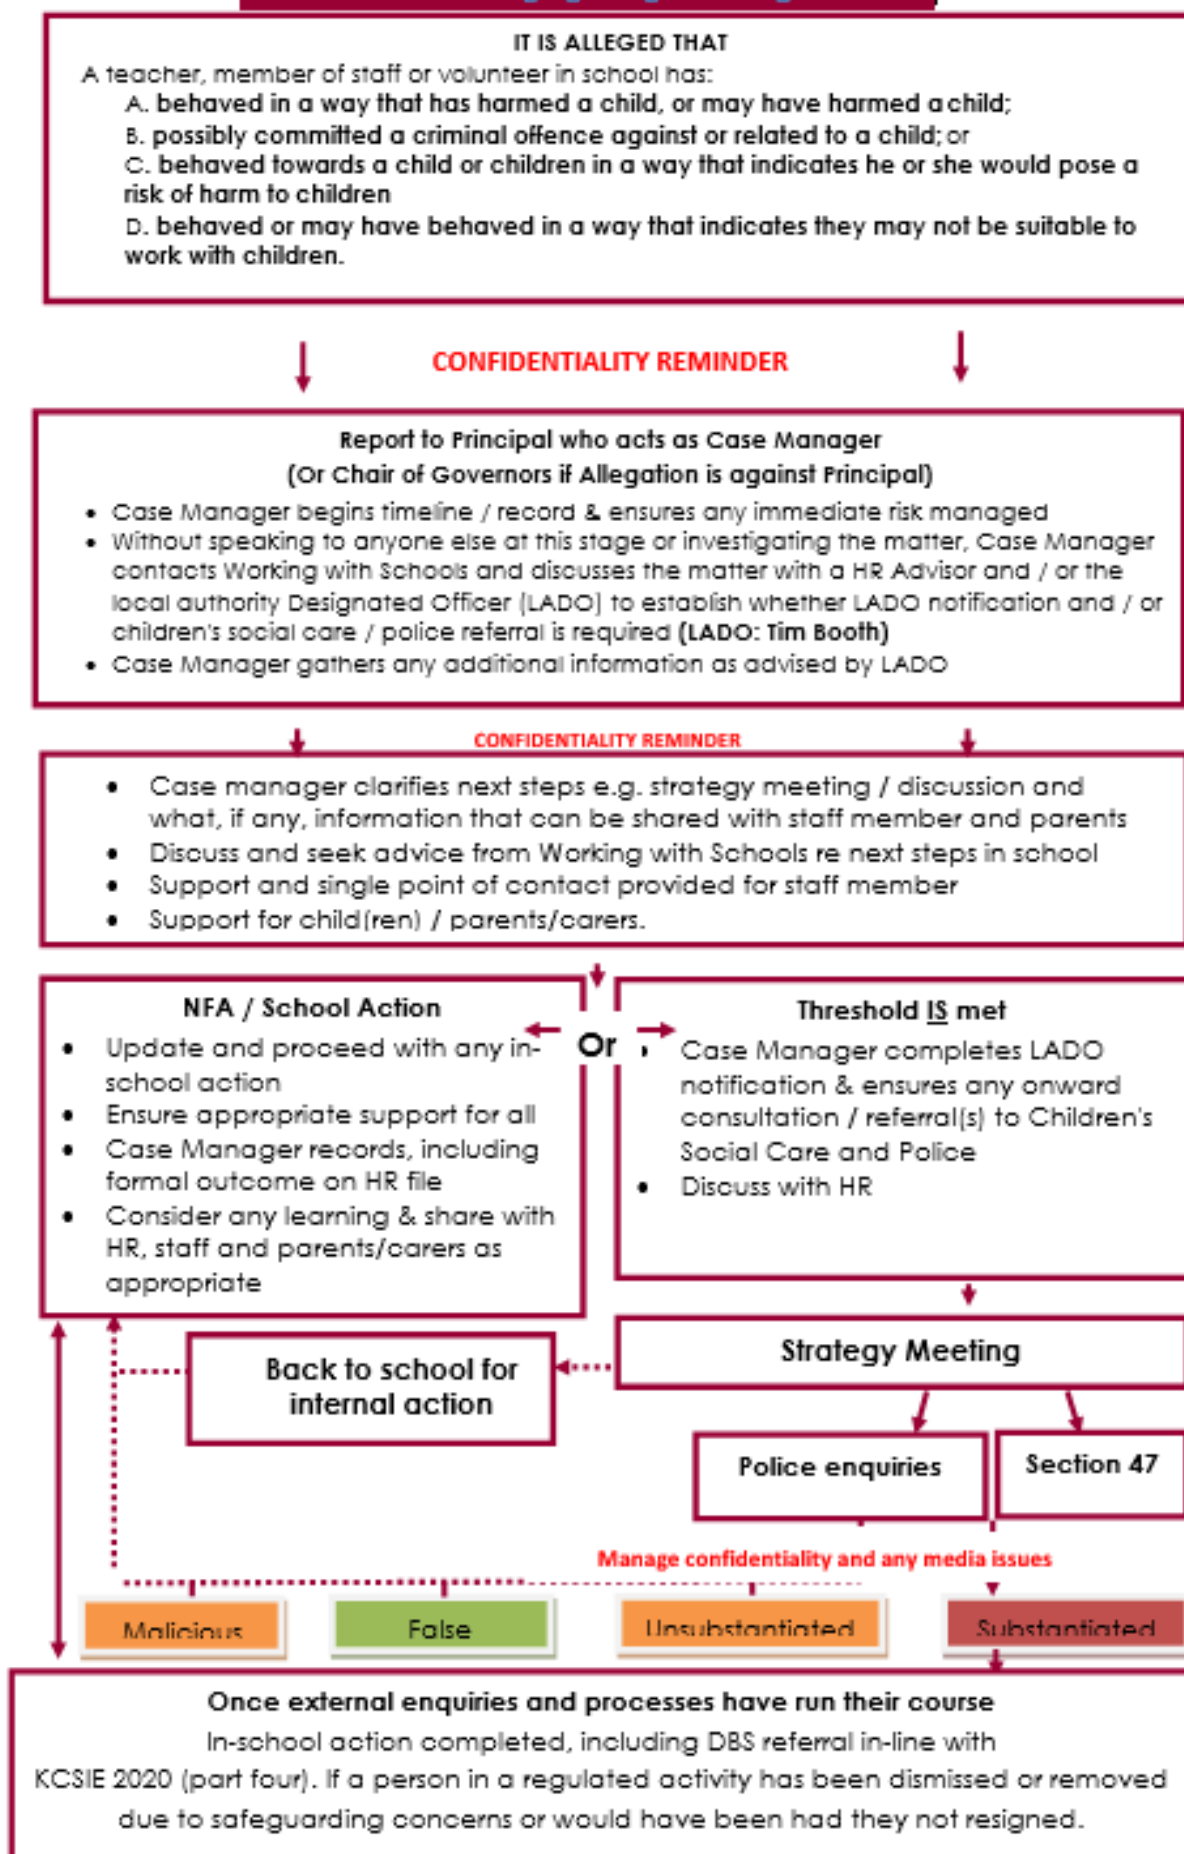 IT IS ALLEGED THAT
A teacher, member of staff or volunteer in school has:
A. behaved in a way that has harmed a child, or may have harmed a child;
B. possibly committed a criminal offence against or related to a child; or
C. behaved towards a child or children in a way that indicates he or she would pose a
risk of harm to children
D. behaved or may have behaved in a way that indicates they may not be suitable to
work with children.
CONFIDENTIALITY REMINDER
Report to Principal who acts as Case Manager
(Or Chair of Governors if Allegation is against Principal)
• Case Manager begins timeline / record & ensures any immediate risk managed
• Without speaking to anyone else at this stage or investigating the matter, Case Manager
contacts Working with Schools and discusses the matter with a HR Advisor and / or the
local authority Designated Officer (LADO) to establish whether LADO notification and / or
children's social care / police referral is required (LADO: Tim Booth)
• Case Manager gathers any additional information as advised by LADO
CONFIDENTIALITY REMINDER
• Case manager clarifies next steps e.g. strategy meeting / discussion and
what, if any, information that can be shared with staff member and parents
• Discuss and seek advice from Working with Schools re next steps in school
• Support and single point of contact provided for staff member
• Support for child(ren) / parents/carers.
NFA / School Action
• Update and proceed with any in-
school action
• Ensure appropriate support for all
• Case Manager records, including
formal outcome on HR file
• Consider any learning & share with
HR, staff and parents/carers as
appropriate
Or
Threshold IS met
• Case Manager completes LADO
notification & ensures any onward
consultation / referral(s) to Children's
Social Care and Police
• Discuss with HR
Back to school for
internal action
Strategy Meeting
Police enquiries
Section 47
Manage confidentiality and any media issues
Malicious
False
Unsubstantiated
Substantiated
Once external enquiries and processes have run their course
In-school action completed, including DBS referral in-line with
KCSIE 2020 (part four). If a person in a regulated activity has been dismissed or removed
due to safeguarding concerns or would have been had they not resigned.